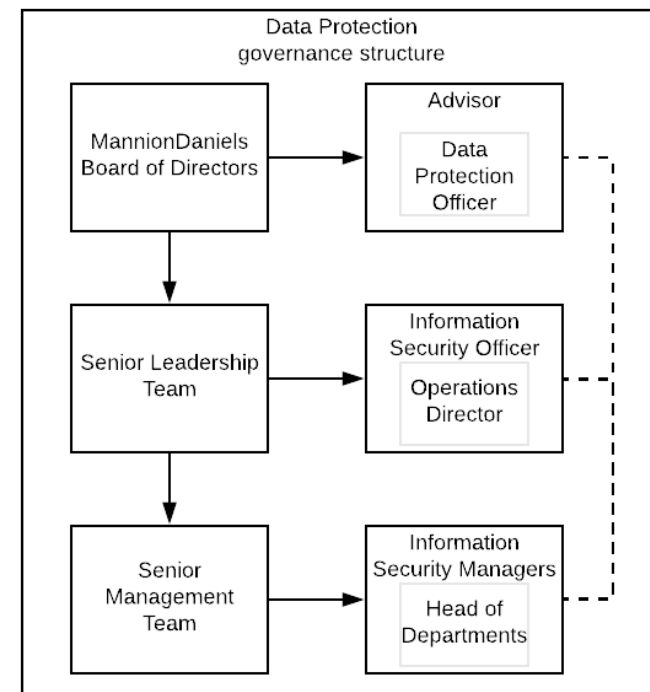 Data Protection
governance structure
MannionDaniels
Board of Directors
Advisor
Data
Protection
Officer
Senior Leadership
Team
Information
Security Officer
Operations
Director
Senior
Management
Team
Information
Security Managers
Head of
Departments